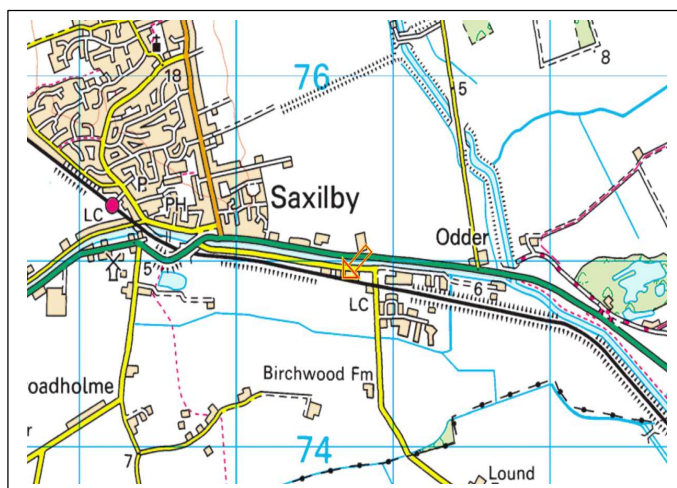 76
8
18
5
Saxilby
P
PH
LC
Odder
5
6
LC
Birchwood Fm
oadholme
r
74
7
Lound